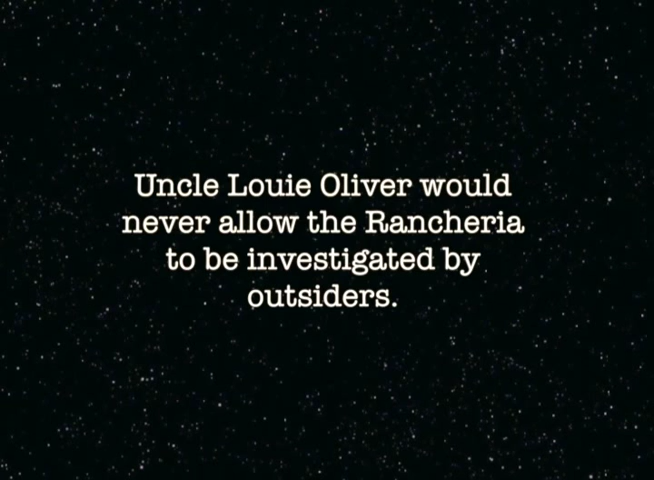 Uncle Louie Oliver would
never allow the Rancheria
to be investigated by
outsiders.